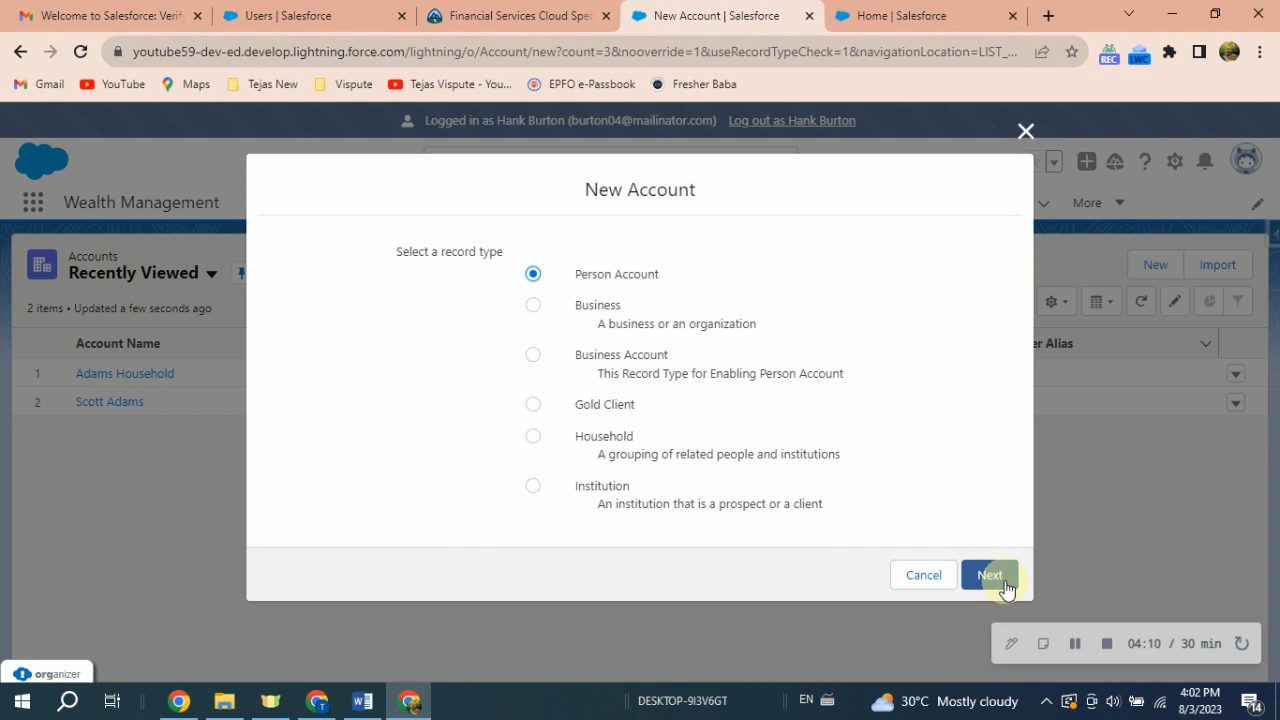 Welcome to Salesforce: Verify
Users | Salesforce
Financial Services Cloud Spec
New Account | Salesforce
Home | Salesforce
youtube59-dev-ed.develop.lightning.force.com/lightning/o/Account/new?count=3&nooverride=1&useRecordTypeCheck=1&navigationLocation=LIST_...
REC
LWC
Gmail
YouTube
Maps
Tejas New
Vispute
Tejas Vispute - You...
EPFO e-Passbook
Fresher Baba
Logged in as Hank Burton (burton04@mailinator.com)
Log out as Hank Burton
Wealth Management
More
New Account
Accounts
Recently Viewed
New
Import
2 items • Updated a few seconds ago
Account Name
er Alias
1
Adams Household
2
Scott Adams
Select a record type
Person Account
Business
A business or an organization
Business Account
This Record Type for Enabling Person Account
Gold Client
Household
A grouping of related people and institutions
Institution
An institution that is a prospect or a client
Cancel
Next
04:10 / 30 min
organizer
DESKTOP-9I3V6GT
EN
30°C Mostly cloudly
4:02 PM
8/3/2023
14